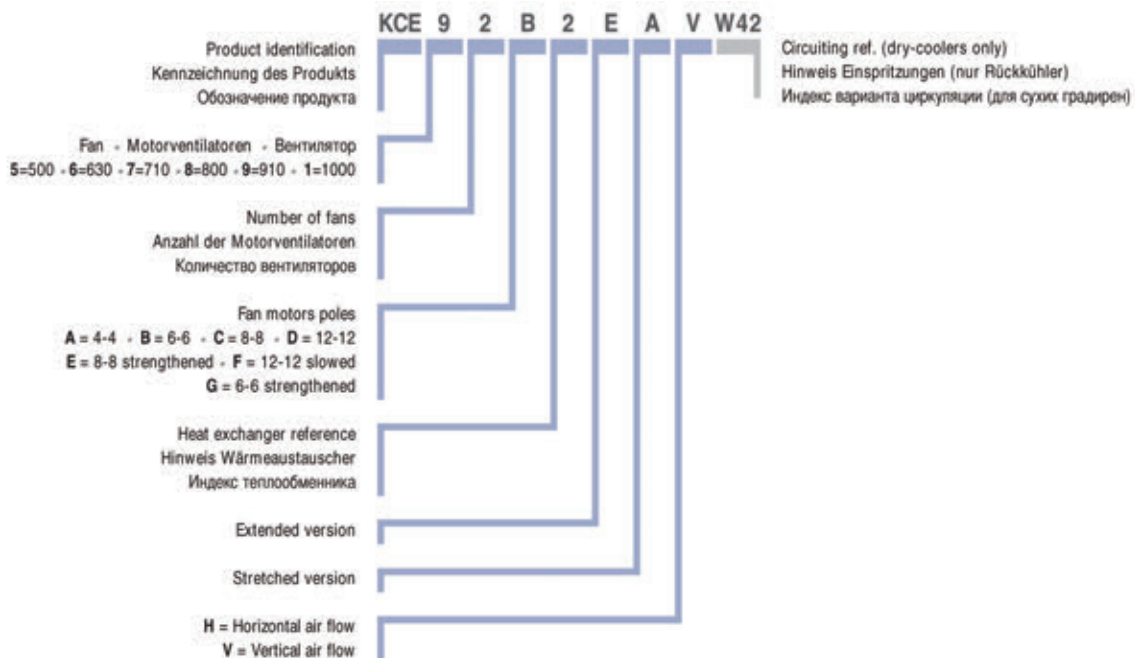 KCE 9 2 B 2 E A V W42
Product identification
Kennzeichnung des Produkts
Обозначение продукта
Circuiting ref. (dry-coolers only)
Hinweis Einspritzungen (nur Rückkühler)
Индекс варианта циркуляции (для сухих градирен)
Fan - Motorventilatoren - Вентилятор
5=500 - 6=630 - 7=710 - 8=800 - 9=910 - 1=1000
Number of fans
Anzahl der Motorventilatoren
Количество вентиляторов
Fan motors poles
A = 4-4 - B = 6-6 - C = 8-8 - D = 12-12
E = 8-8 strengthened - F = 12-12 slowed
G = 6-6 strengthened
Heat exchanger reference
Hinweis Wärmeaustauscher
Индекс теплообменника
Extended version
Stretched version
H = Horizontal air flow
V = Vertical air flow